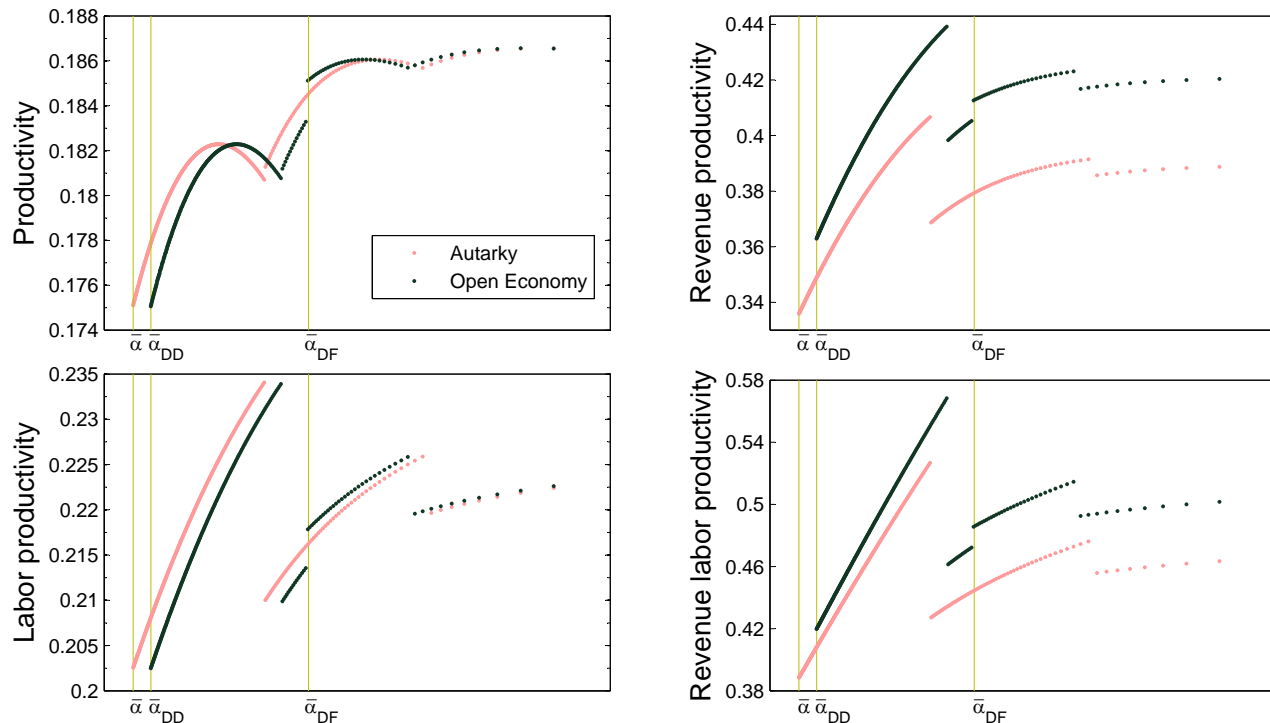 Productivity
0.188
0.186
0.184
0.182
0.18
0.178
0.176
0.174
Autarky
Open Economy
ᾱ ᾱDD ᾱDF
Revenue productivity
0.44
0.42
0.4
0.38
0.36
0.34
ᾱ ᾱDD ᾱDF
Labor productivity
0.235
0.23
0.225
0.22
0.215
0.21
0.205
0.2
ᾱ ᾱDD ᾱDF
Revenue labor productivity
0.58
0.54
0.5
0.46
0.42
0.38
ᾱ ᾱDD ᾱDF